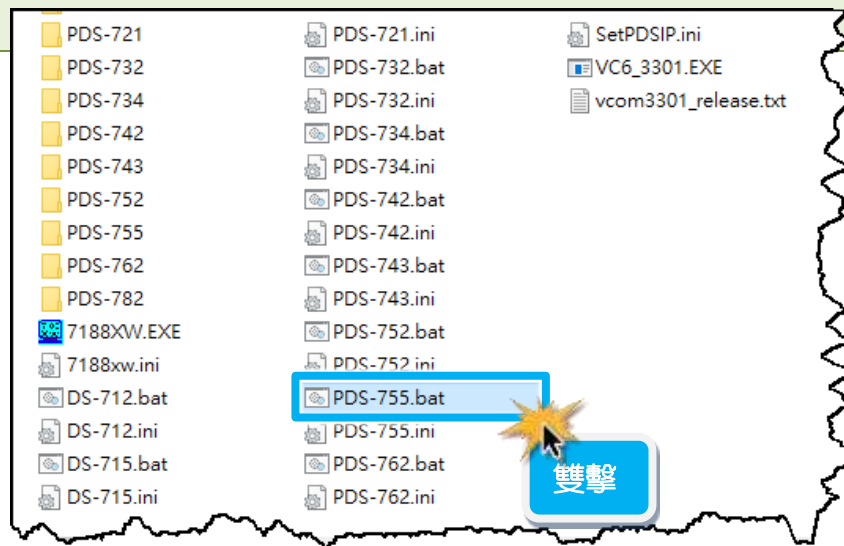 PDS-721
PDS-732
PDS-734
PDS-742
PDS-743
PDS-752
PDS-755
PDS-762
PDS-782
7188XW.EXE
7188xw.ini
DS-712.bat
DS-712.ini
DS-715.bat
DS-715.ini
PDS-721.ini
PDS-732.bat
PDS-732.ini
PDS-734.bat
PDS-734.ini
PDS-742.bat
PDS-742.ini
PDS-743.bat
PDS-743.ini
PDS-752.bat
PDS-752.ini
PDS-755.bat
PDS-755.ini
PDS-762.bat
PDS-762.ini
SetPDSIP.ini
VC6_3301.EXE
vcom3301_release.txt
雙擊